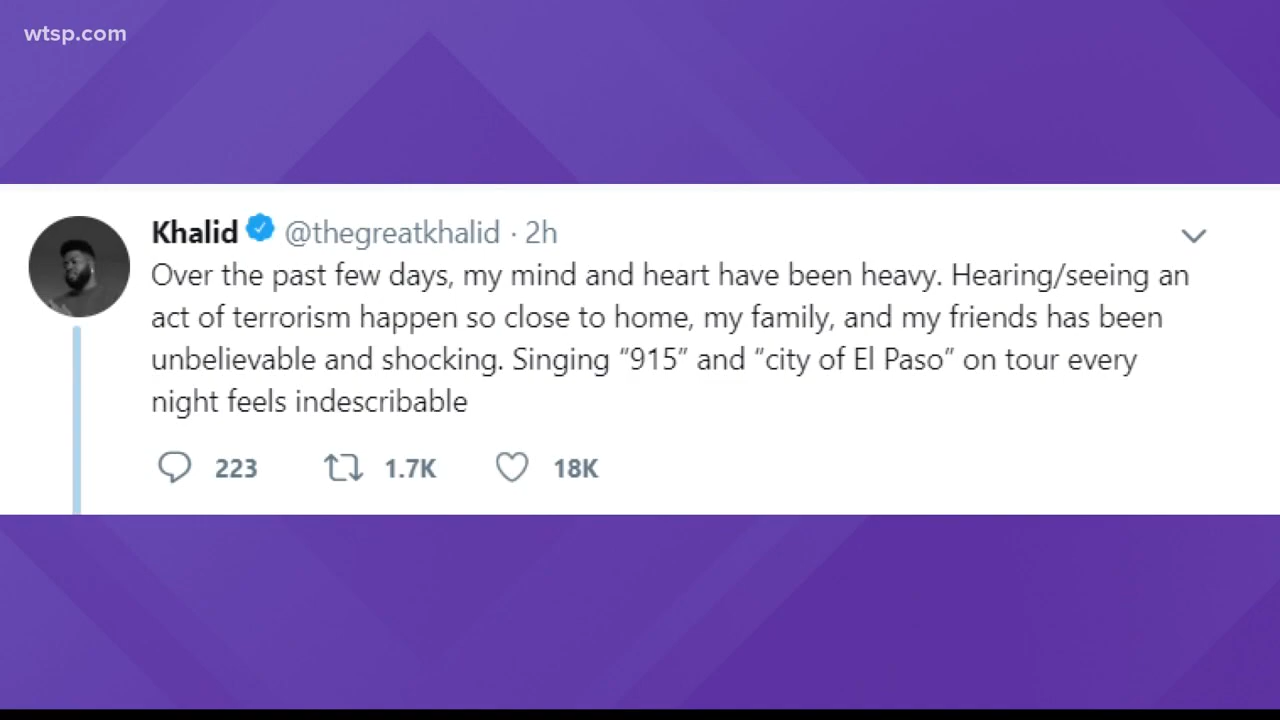 wtsp.com
Khalid @thegreatkhalid · 2h
Over the past few days, my mind and heart have been heavy. Hearing/seeing an
act of terrorism happen so close to home, my family, and my friends has been
unbelievable and shocking. Singing “915” and “city of El Paso” on tour every
night feels indescribable
223 1.7K 18K